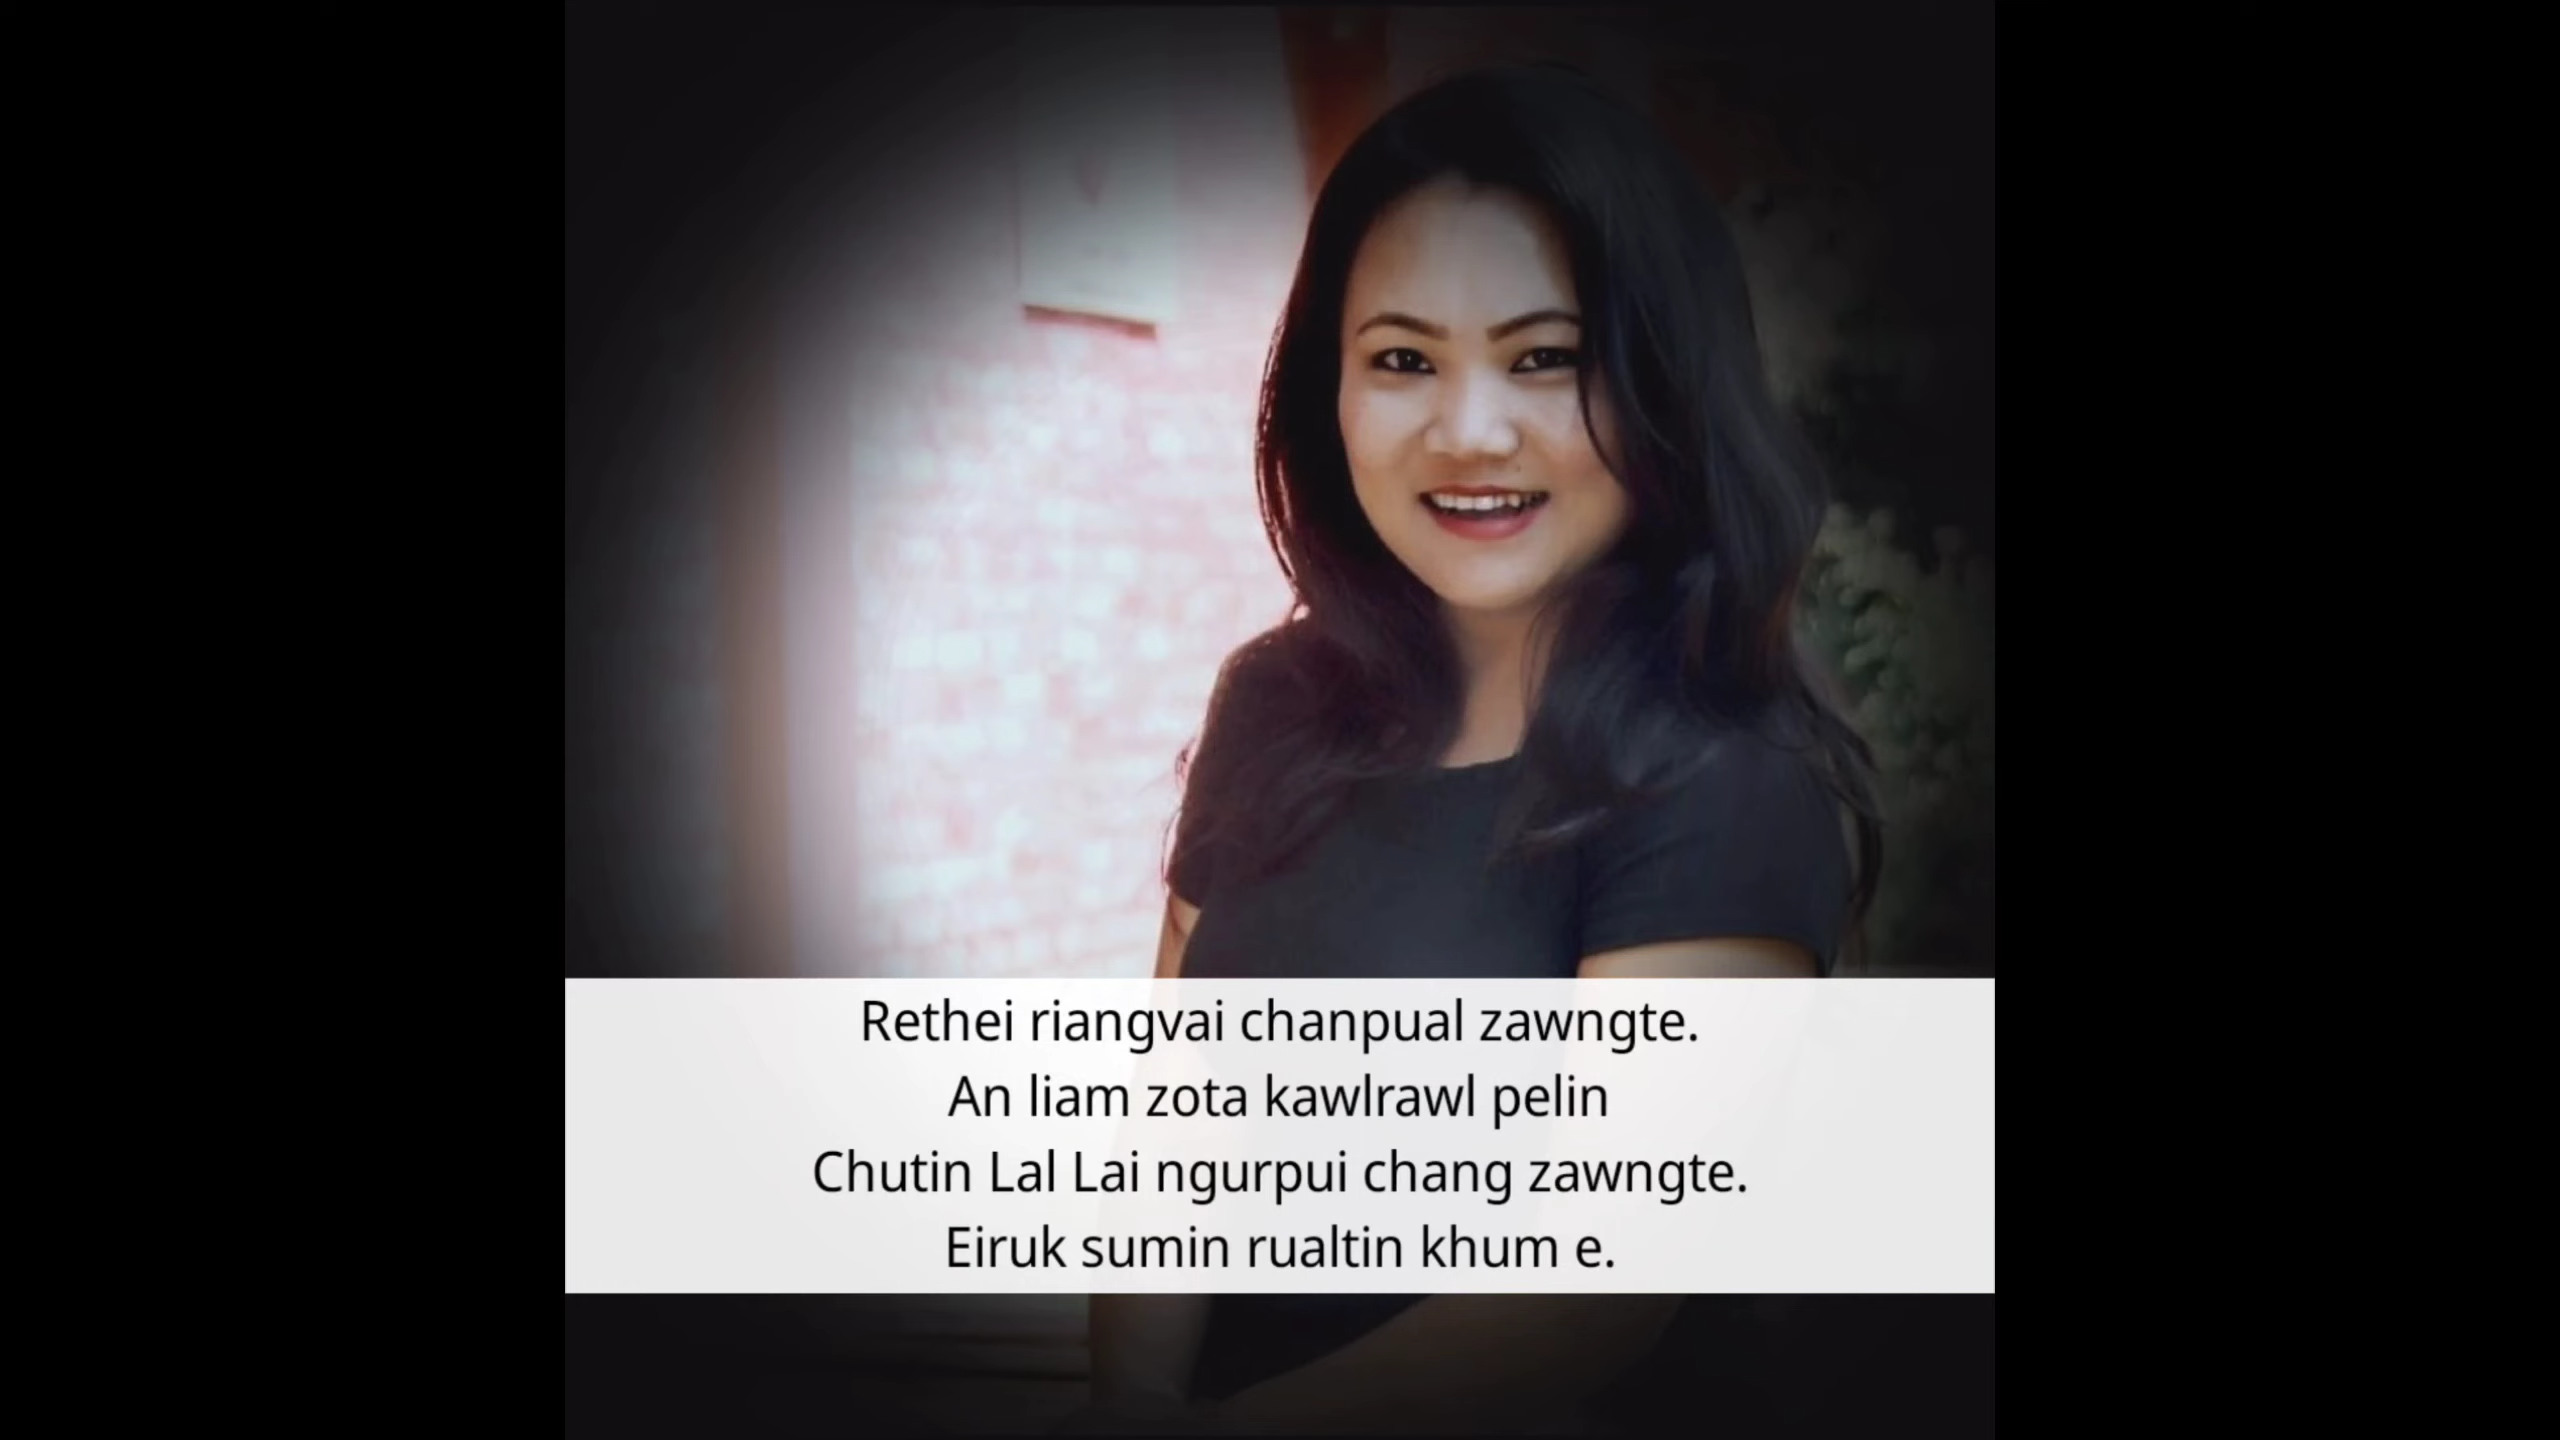 Rethei riangvai chanpual zawngte.
An liam zota kawlrawl pelin
Chutin Lal Lai ngurpui chang zawngte.
Eiruk sumin rualtin khum e.